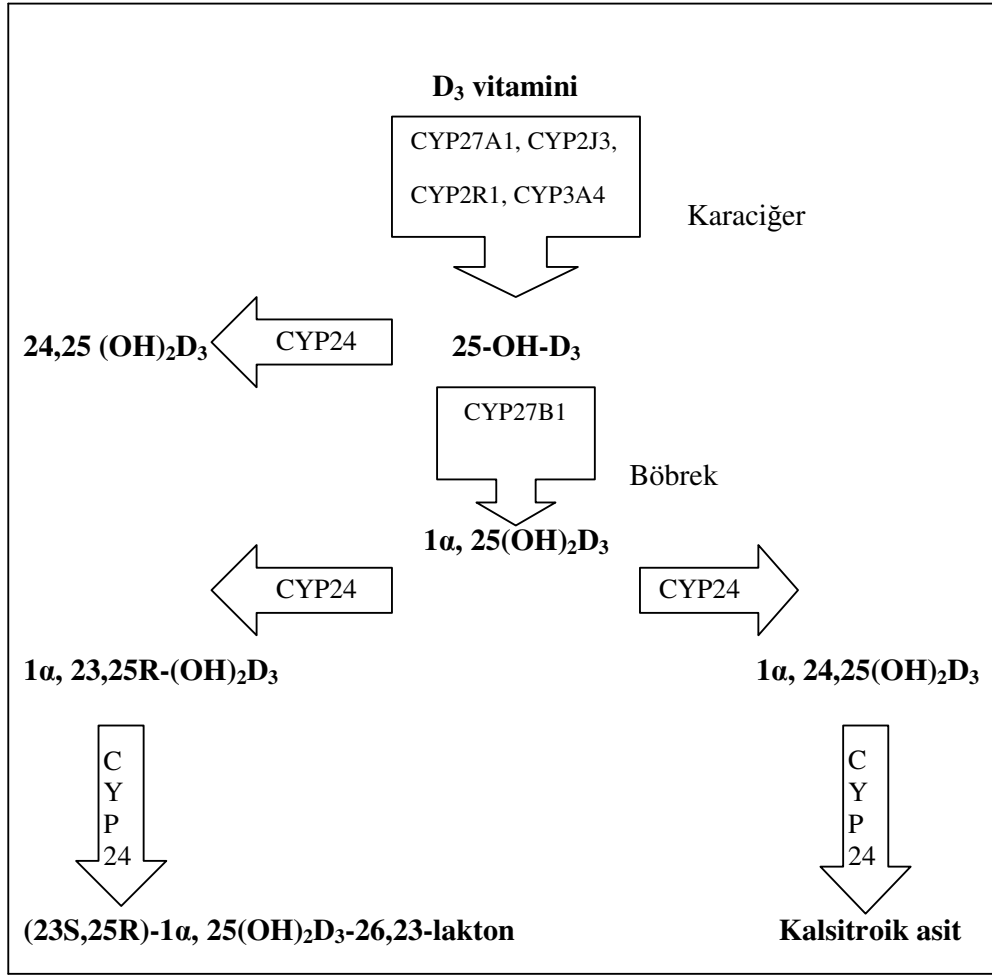 D₃ vitamini
CYP27A1, CYP2J3,
CYP2R1, CYP3A4
Karaciğer
24,25 (OH)₂D₃
CYP24
25-OH-D₃
CYP27B1
Böbrek
1α, 25(OH)₂D₃
CYP24
CYP24
1α, 23,25R-(OH)₂D₃
1α, 24,25(OH)₂D₃
C
Y
P
24
C
Y
P
24
(23S,25R)-1α, 25(OH)₂D₃-26,23-lakton
Kalsitroik asit